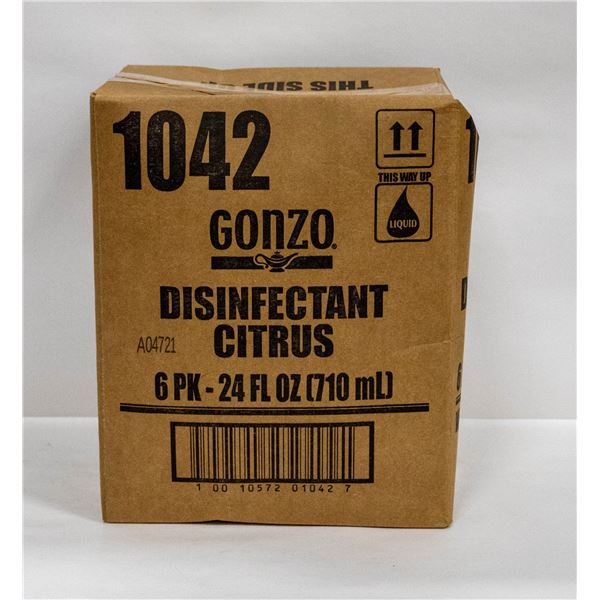 THIS SIDE
1042
THIS WAY UP
GONZO®
LIQUID
DISINFECTANT
CITRUS
A04721
6 PK - 24 FL OZ (710 mL)
1 00 10572 01042 7